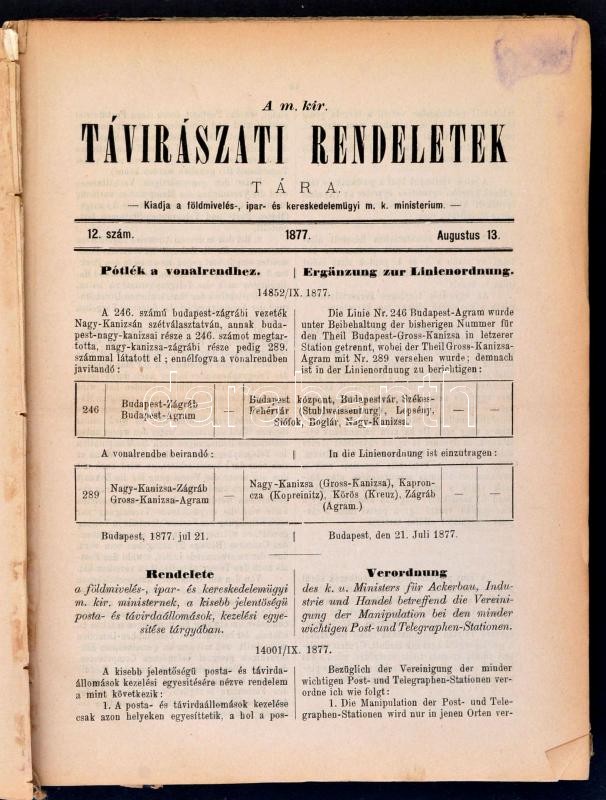 A m. kir.
TÁVIRÁSZATI RENDELETEK
TÁRA.
— Kiadja a földmivelés-, ipar- és kereskedelemügyi m. k. ministerium. —
12. szám. 1877. Augustus 13.
Pótlék a vonalrendhez.
Ergänzung zur Linienordnung.
14852/IX. 1877.
A 246. számú budapest-zágrábi vezeték
Nagy-Kanizsán szétválasztatván, annak buda-
pest-nagy-kanizsai része a 246. számot megtar-
totta, nagy-kanizsa-zágrábi része pedig 289.
számmal látatott el; ennélfogva a vonalrendben
javitandó:
Die Linie Nr. 246 Budapest-Agram wurde
unter Beibehaltung der bisherigen Nummer für
den Theil Budapest-Gross-Kanizsa in letzerer
Station getrennt, wobei der Theil Gross-Kanizsa-
Agram mit Nr. 289 versehen wurde; demnach
ist in der Linienordnung zu berichtigen:
246
Budapest-Zágráb
Budapest-Agram
—
Budapest központ, Budapestvár, Székes-
Fehérvár (Stuhlweissenburg), Lepsény,
Siófok, Boglár, Nagy-Kanizsa.
— —
A vonalrendbe beirandó:
In die Linienordnung ist einzutragen:
289
Nagy-Kanizsa-Zágráb
Gross-Kanizsa-Agram
—
Nagy-Kanizsa (Gross-Kanizsa), Kapron-
cza (Kopreinitz), Körös (Kreuz), Zágráb
(Agram.)
— —
Budapest, 1877. jul 21.
Budapest, den 21. Juli 1877.
Rendelete
a földmivelés-, ipar- és kereskedelemügyi
m. kir. ministernek, a kisebb jelentőségü
posta- és távirdaállomások, kezelési egye-
sitése tárgyában.
Verordnung
des k. u. Ministers für Ackerbau, Indu-
strie und Handel betreffend die Vereini-
gung der Manipulation bei den minder
wichtigen Post- und Telegraphen-Stationen.
14001/IX. 1877.
A kisebb jelentőségü posta- és távirda-
állomások kezelési egyesitésére nézve rendelem
a mint következik:
1. A posta- és távirdaállomások kezelése
csak azon helyeken egyesíttetik, a hol a pos-
Bezüglich der Vereinigung der minder
wichtigen Post- und Telegraphen-Stationen ver-
ordne ich wie folgt:
1. Die Manipulation der Post- und Tele-
graphen-Stationen wird nur in jenen Orten ver-
darabanth